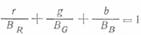 r/B_R + g/B_G + b/B_B = 1